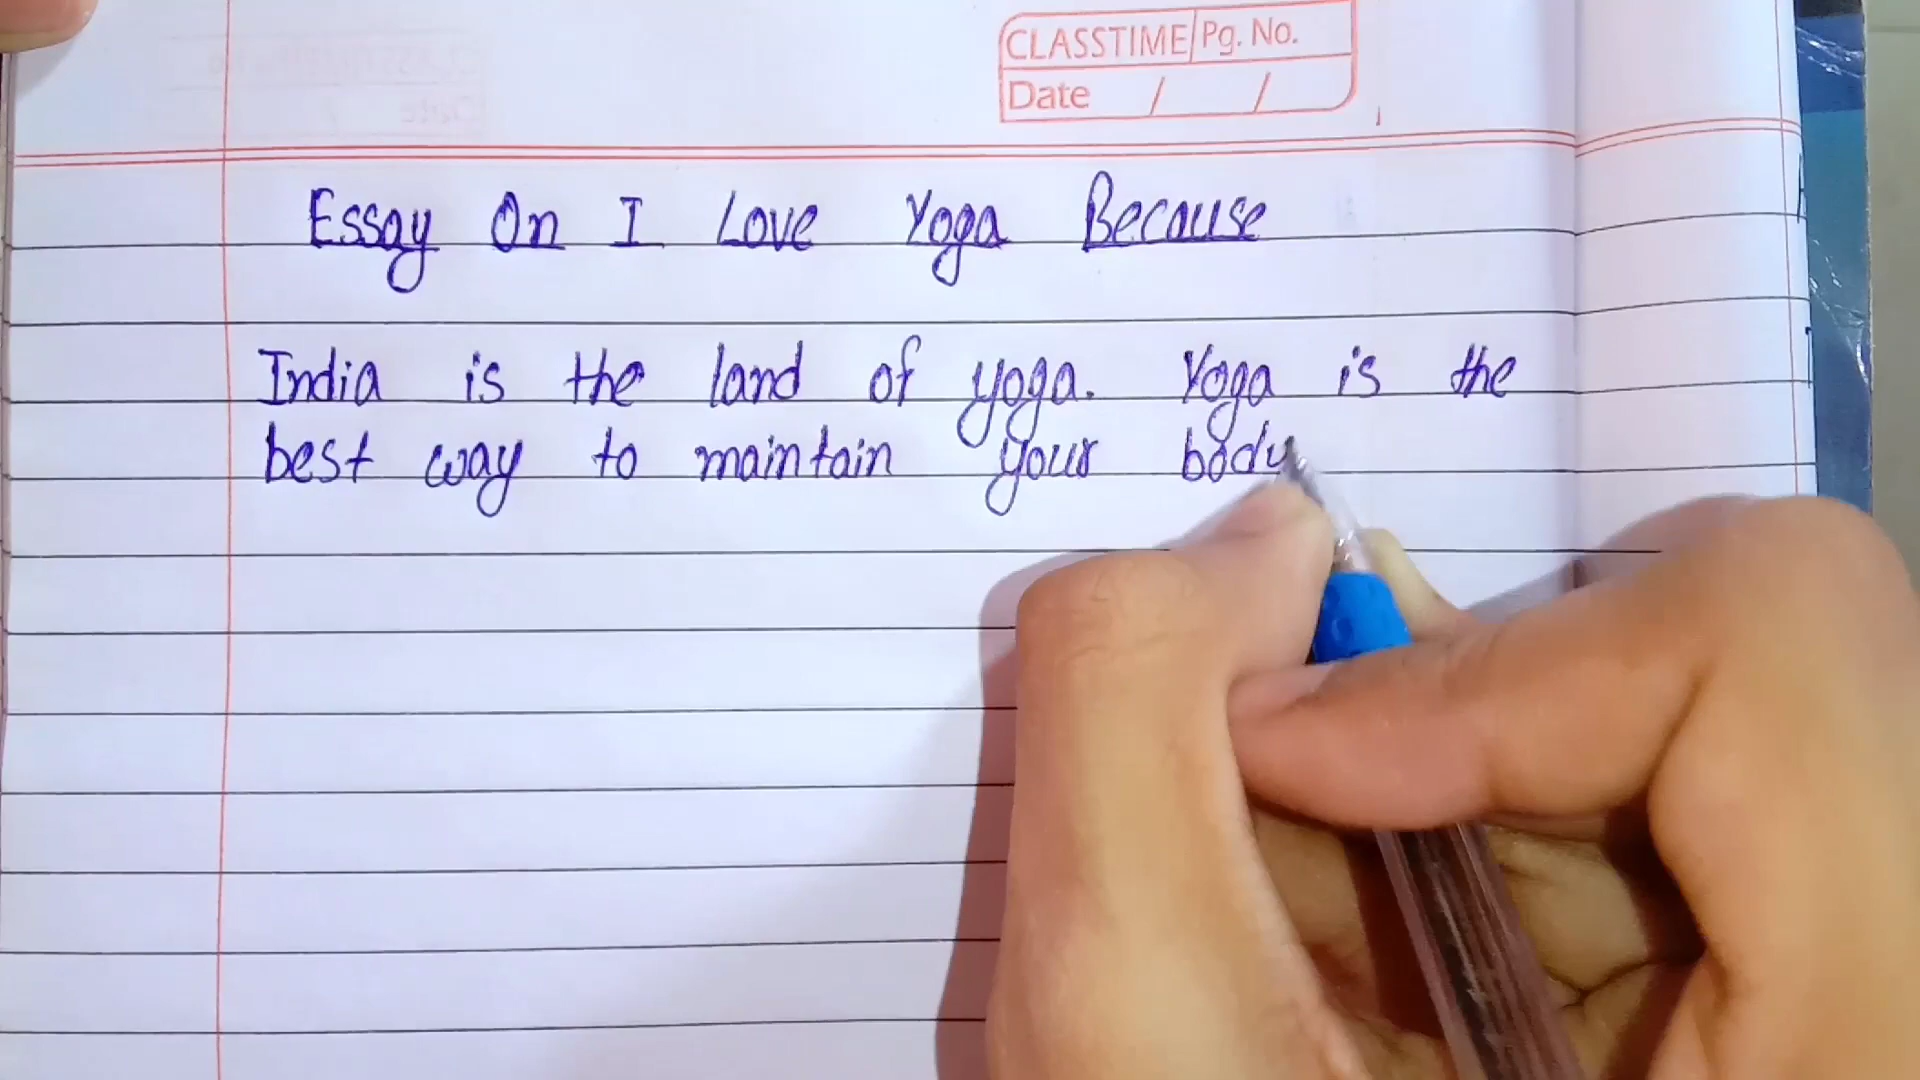 CLASSTIME Pg. No.
Date / /
Essay On I Love Yoga Because
India is the land of yoga. Yoga is the
best way to maintain your body